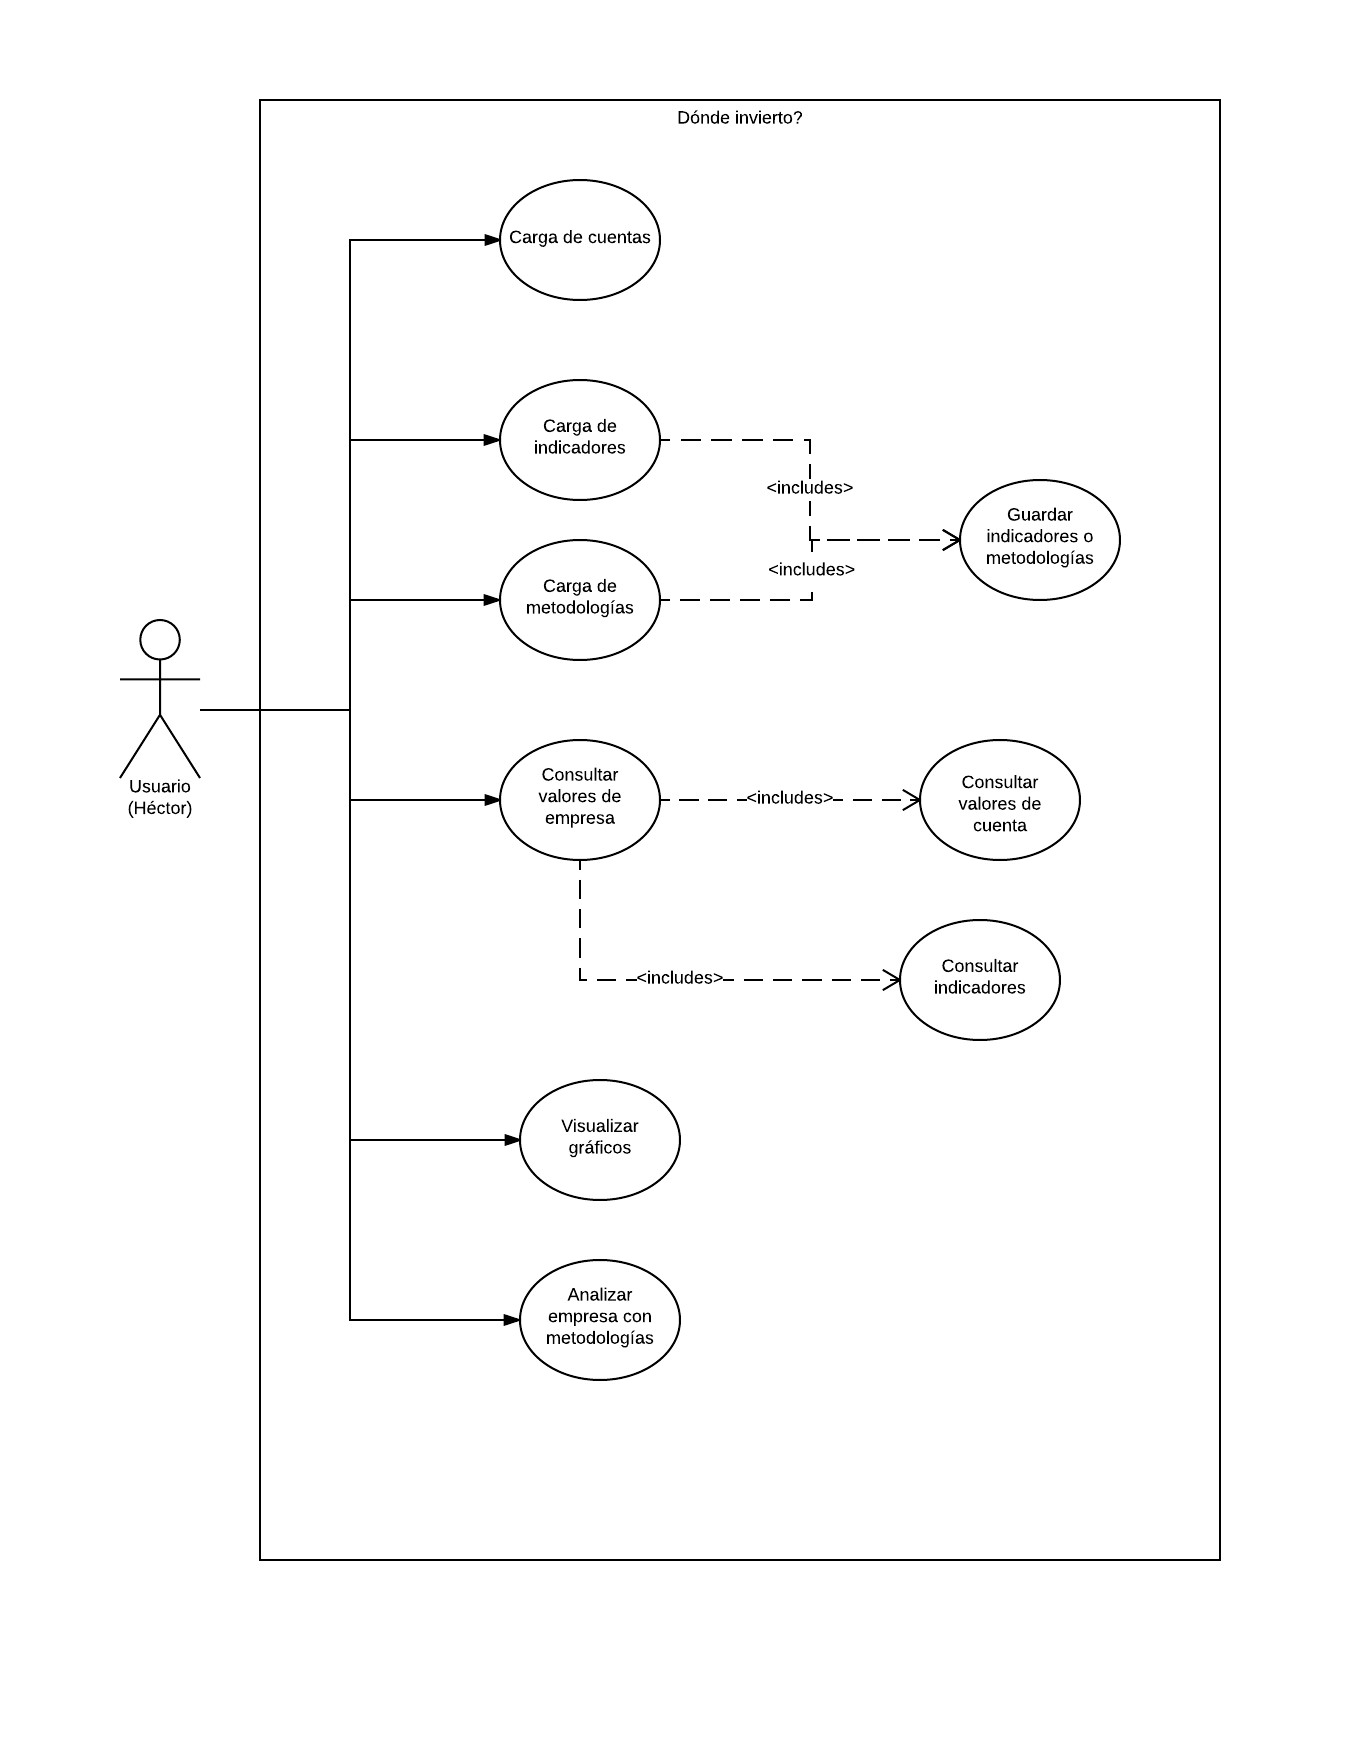 Dónde invierto?
Carga de cuentas
Carga de
indicadores
<includes>
Guardar
indicadores o
metodologías
<includes>
Carga de
metodologías
Usuario
(Héctor)
Consultar
valores de
empresa
<includes>
Consultar
valores de
cuenta
<includes>
Consultar
indicadores
Visualizar
gráficos
Analizar
empresa con
metodologías